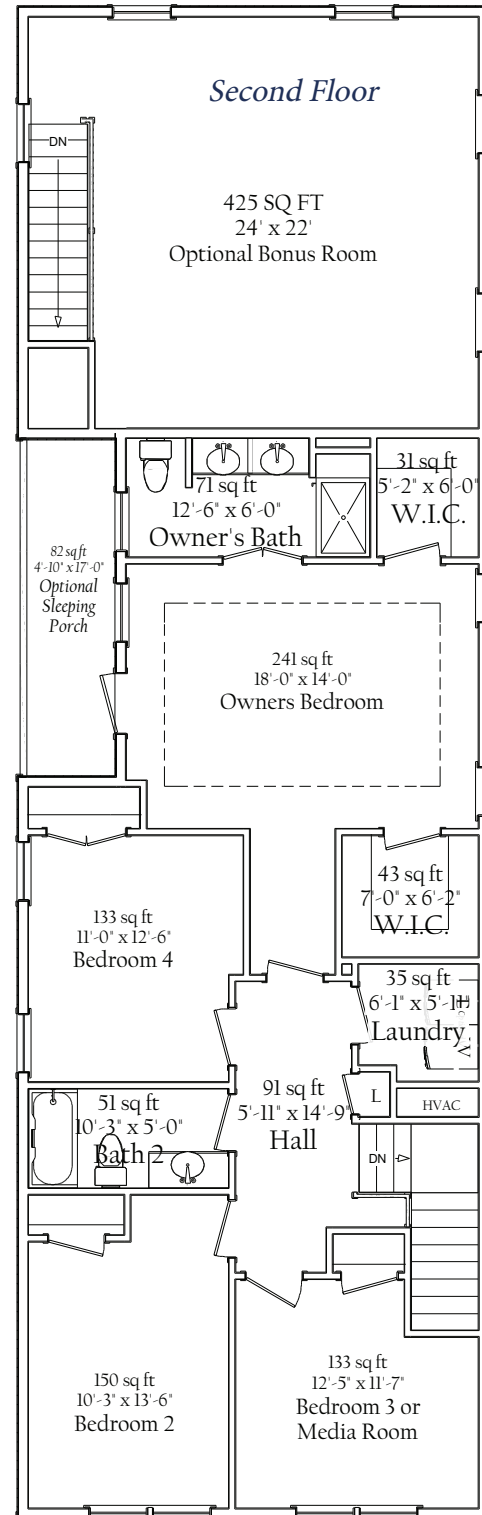 Second Floor
DN
425 SQ FT
24' x 22'
Optional Bonus Room
71 sq ft
12'-6" x 6'-0"
Owner's Bath
31 sq ft
5'-2" x 6'-0"
W.I.C.
82 sq ft
4'-10" x 17'-0"
Optional
Sleeping
Porch
241 sq ft
18'-0" x 14'-0"
Owners Bedroom
43 sq ft
7'-0" x 6'-2"
W.I.C.
133 sq ft
11'-0" x 12'-6"
Bedroom 4
35 sq ft
6'-1" x 5'-11"
Laundry
W
51 sq ft
10'-3" x 5'-0"
Bath 2
91 sq ft
5'-11" x 14'-9"
Hall
L
HVAC
DN
150 sq ft
10'-3" x 13'-6"
Bedroom 2
133 sq ft
12'-5" x 11'-7"
Bedroom 3 or
Media Room